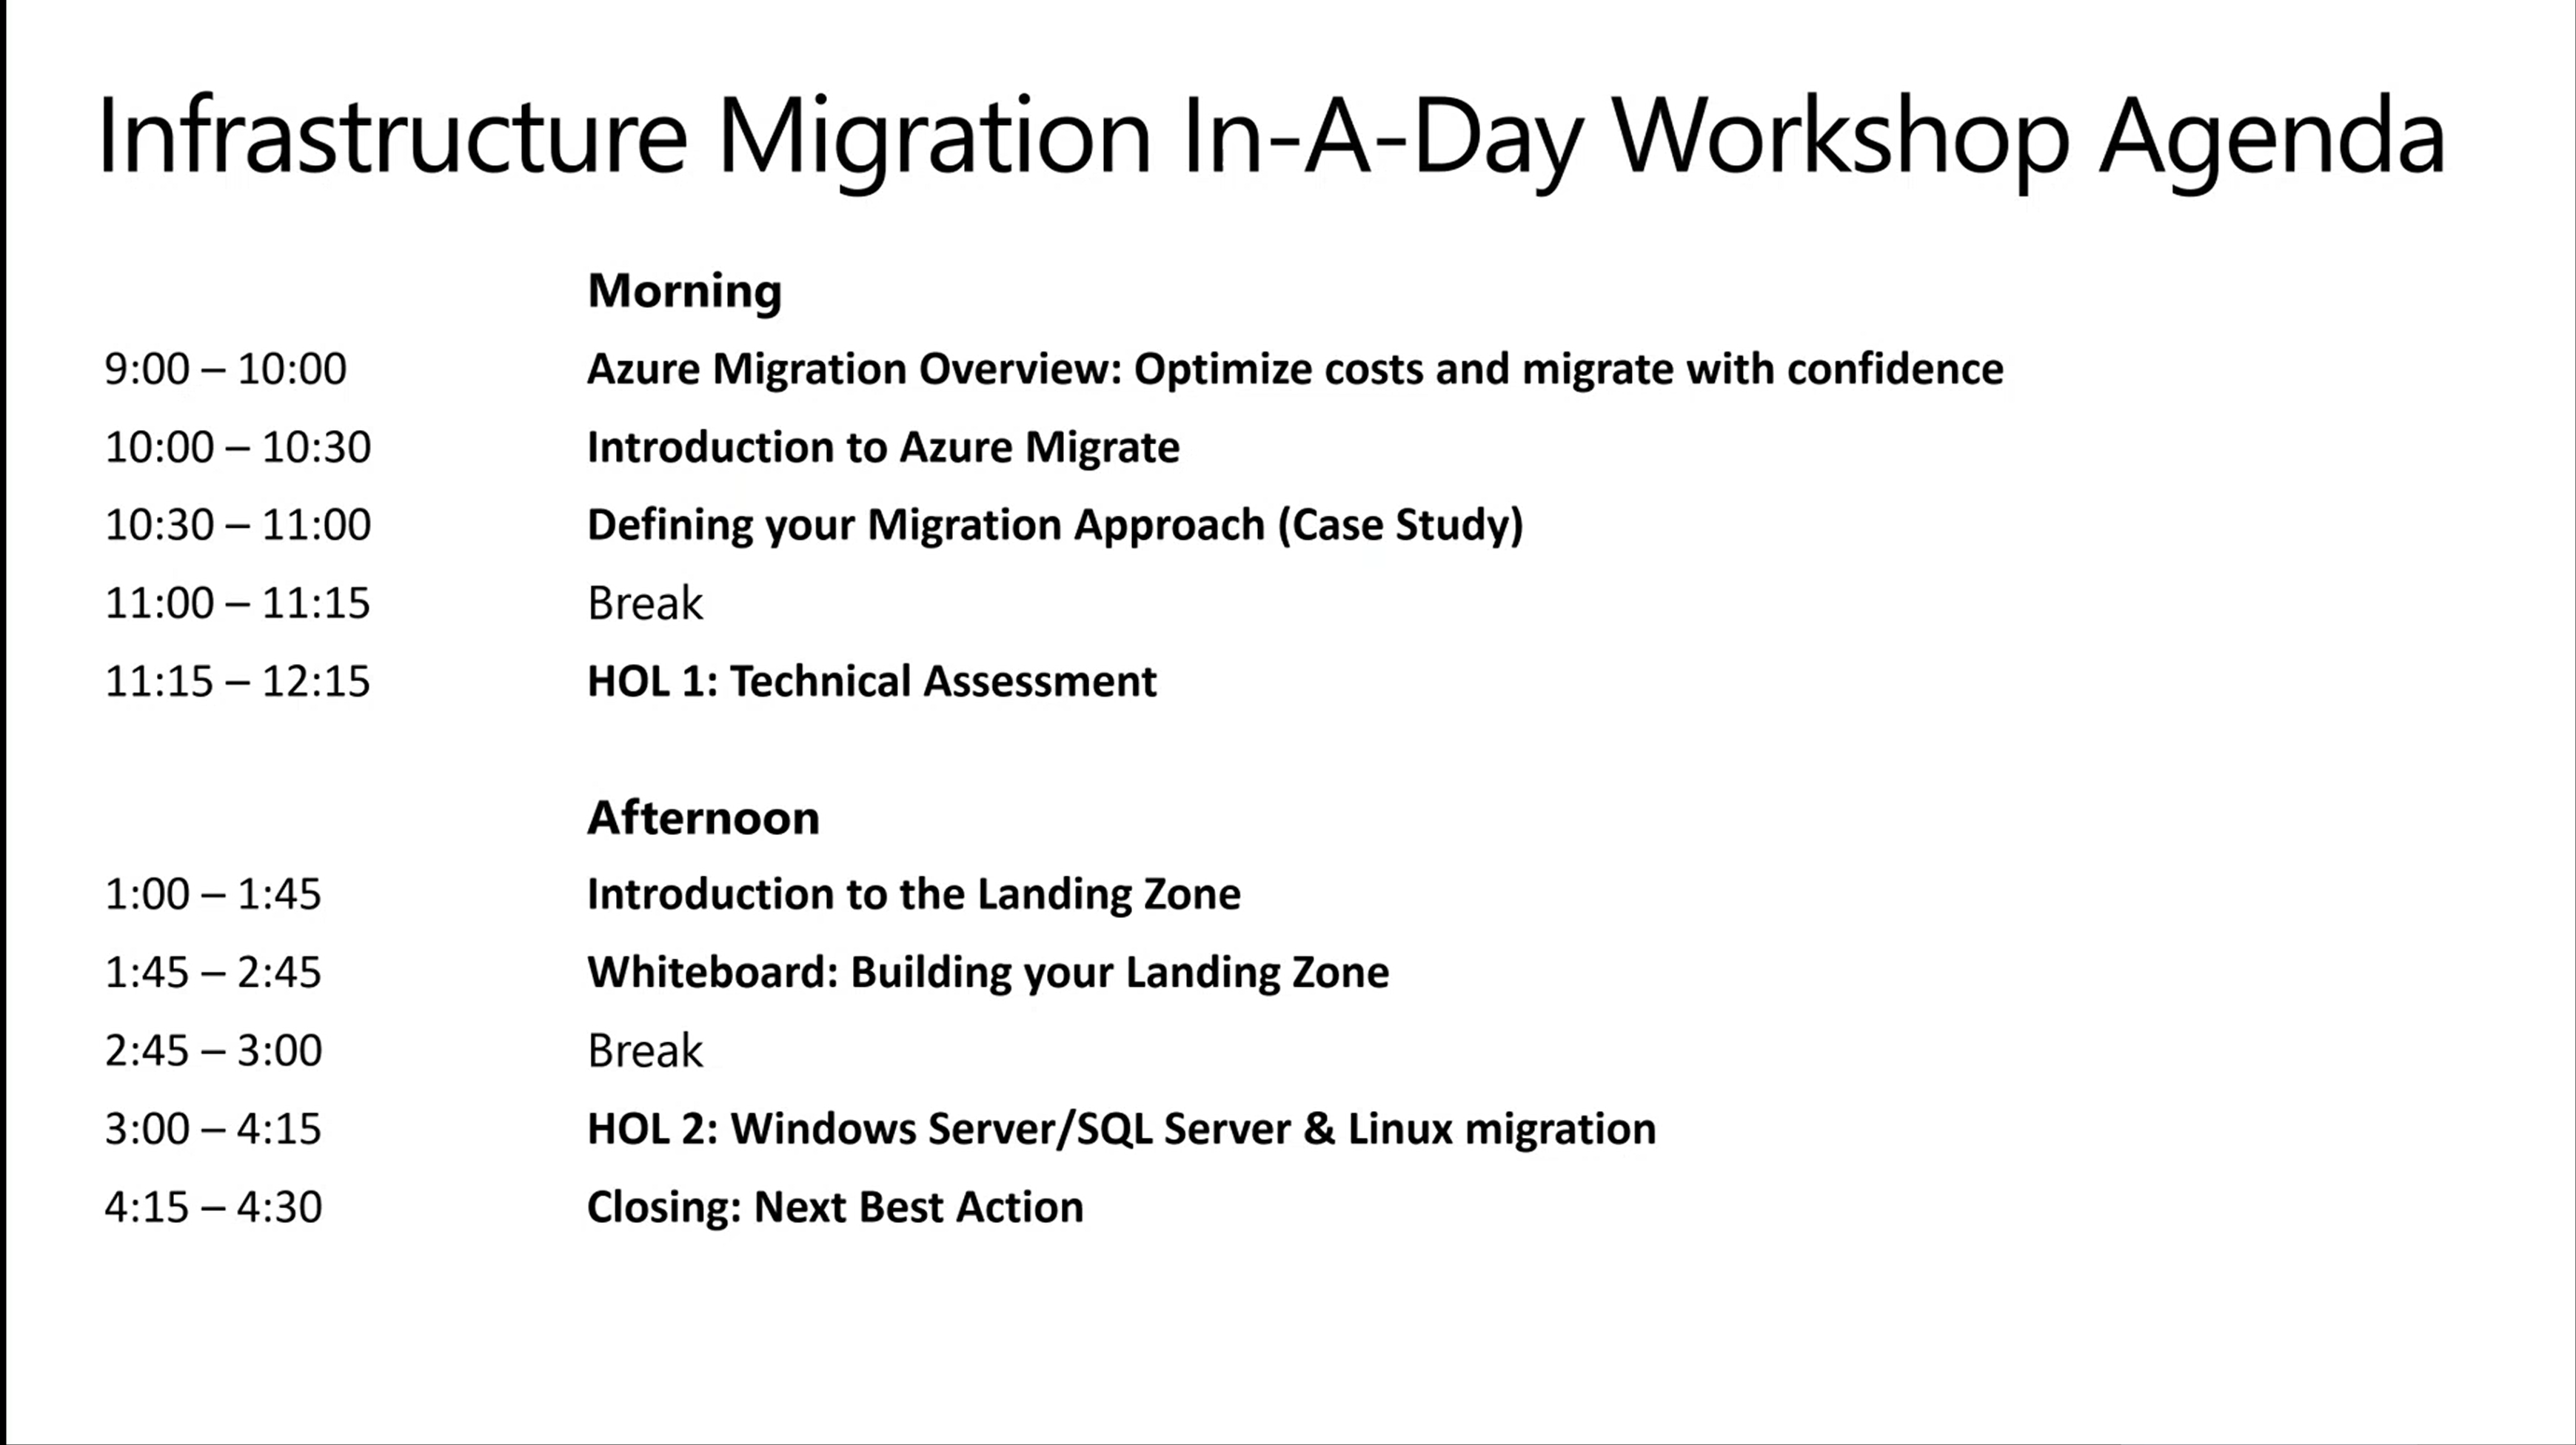 Infrastructure Migration In-A-Day Workshop Agenda
Morning
9:00 – 10:00 Azure Migration Overview: Optimize costs and migrate with confidence
10:00 – 10:30 Introduction to Azure Migrate
10:30 – 11:00 Defining your Migration Approach (Case Study)
11:00 – 11:15 Break
11:15 – 12:15 HOL 1: Technical Assessment
Afternoon
1:00 – 1:45 Introduction to the Landing Zone
1:45 – 2:45 Whiteboard: Building your Landing Zone
2:45 – 3:00 Break
3:00 – 4:15 HOL 2: Windows Server/SQL Server & Linux migration
4:15 – 4:30 Closing: Next Best Action